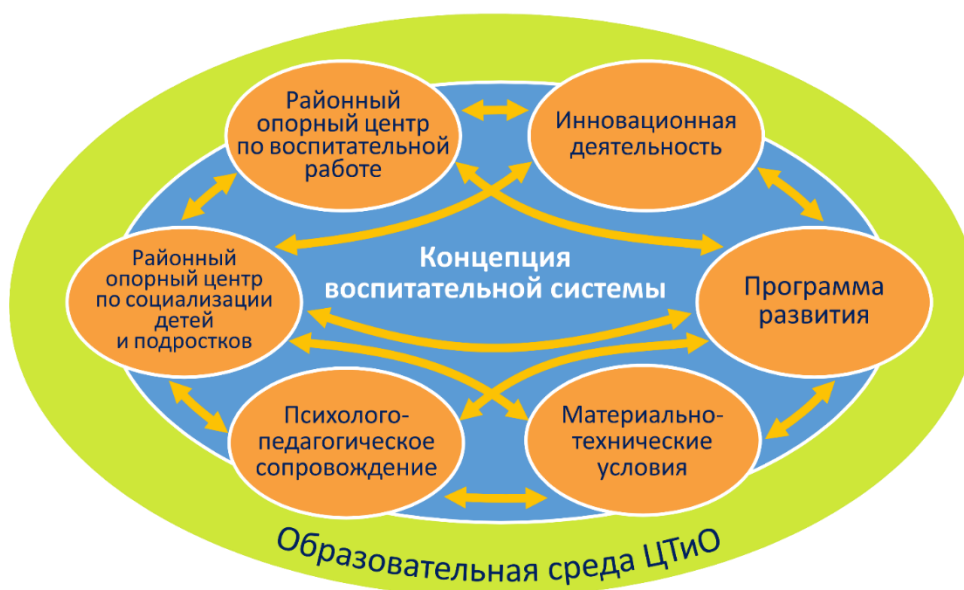 Районный
опорный центр
по воспитательной
работе
Инновационная
деятельность
Районный
опорный центр
по социализации
детей
и подростков
Концепция
воспитательной системы
Программа
развития
Психолого-
педагогическое
сопровождение
Материально-
технические
условия
Образовательная среда ЦТиО